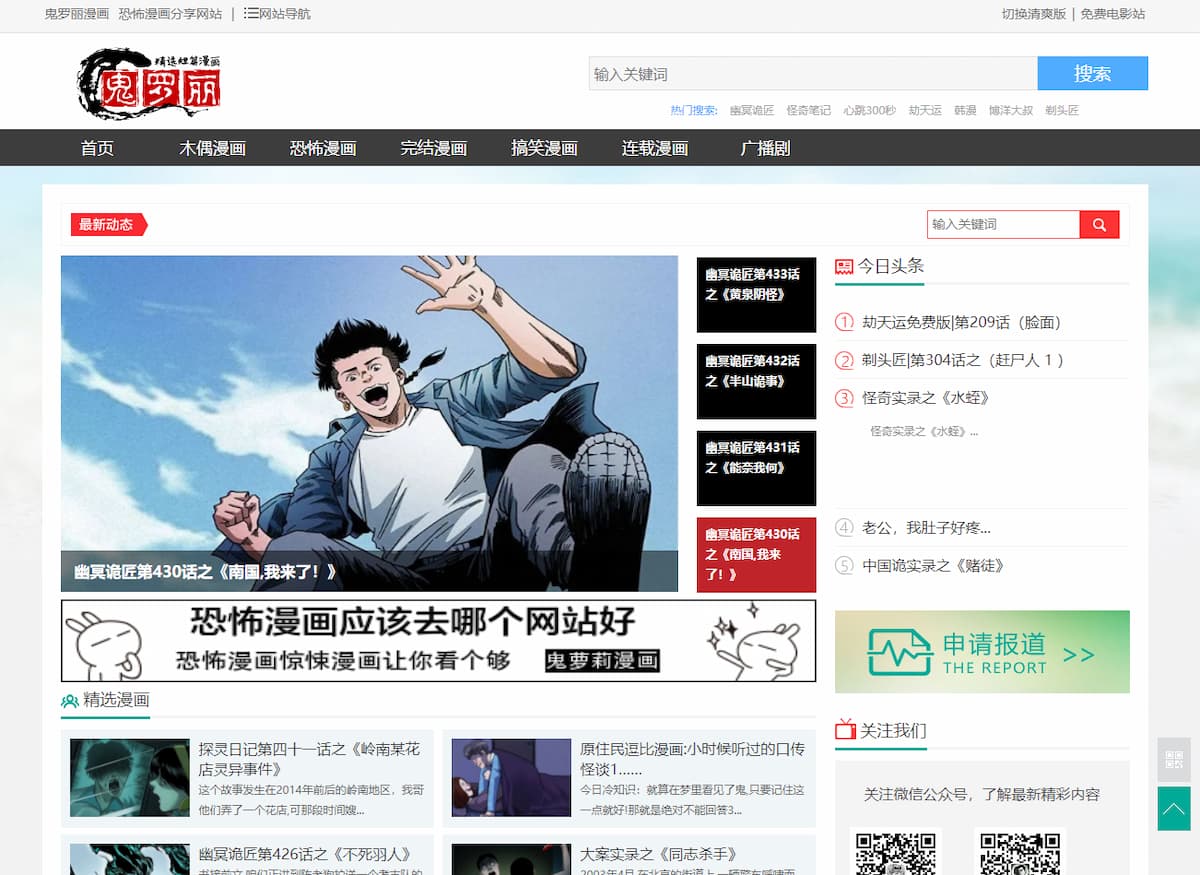 鬼罗丽漫画 恐怖漫画分享网站 | 网站导航
切换清爽版 | 免费电影站
精选短篇漫画
鬼罗丽
输入关键词
搜索
热门搜索: 幽冥诡匠 怪奇笔记 心跳300秒 劫天运 韩漫 博洋大叔 剃头匠
首页 木偶漫画 恐怖漫画 完结漫画 搞笑漫画 连载漫画 广播剧
最新动态
输入关键词
幽冥诡匠第430话之《南国,我来了！》
幽冥诡匠第433话
之《黄泉阴怪》
幽冥诡匠第432话
之《半山诡事》
幽冥诡匠第431话
之《能奈我何》
幽冥诡匠第430话
之《南国,我来
了！》
今日头条
1 劫天运免费版|第209话（脸面）
2 剃头匠|第304话之（赶尸人 1 ）
3 怪奇实录之《水蛭》
怪奇实录之《水蛭》...
4 老公，我肚子好疼...
5 中国诡实录之《赌徒》
恐怖漫画应该去哪个网站好
恐怖漫画惊悚漫画让你看个够 鬼萝莉漫画
申请报道
THE REPORT >>
精选漫画
探灵日记第四十一话之《岭南某花
店灵异事件》
这个故事发生在2014年前后的岭南地区，我哥
他们弄了一个花店,可那段时间嫂...
原住民逗比漫画:小时候听过的口传
怪谈1......
今日冷知识：就算在梦里看见了鬼,只要记住这
一点就好!那就是绝对不能回答3...
幽冥诡匠第426话之《不死羽人》
大案实录之《同志杀手》
关注我们
关注微信公众号，了解最新精彩内容